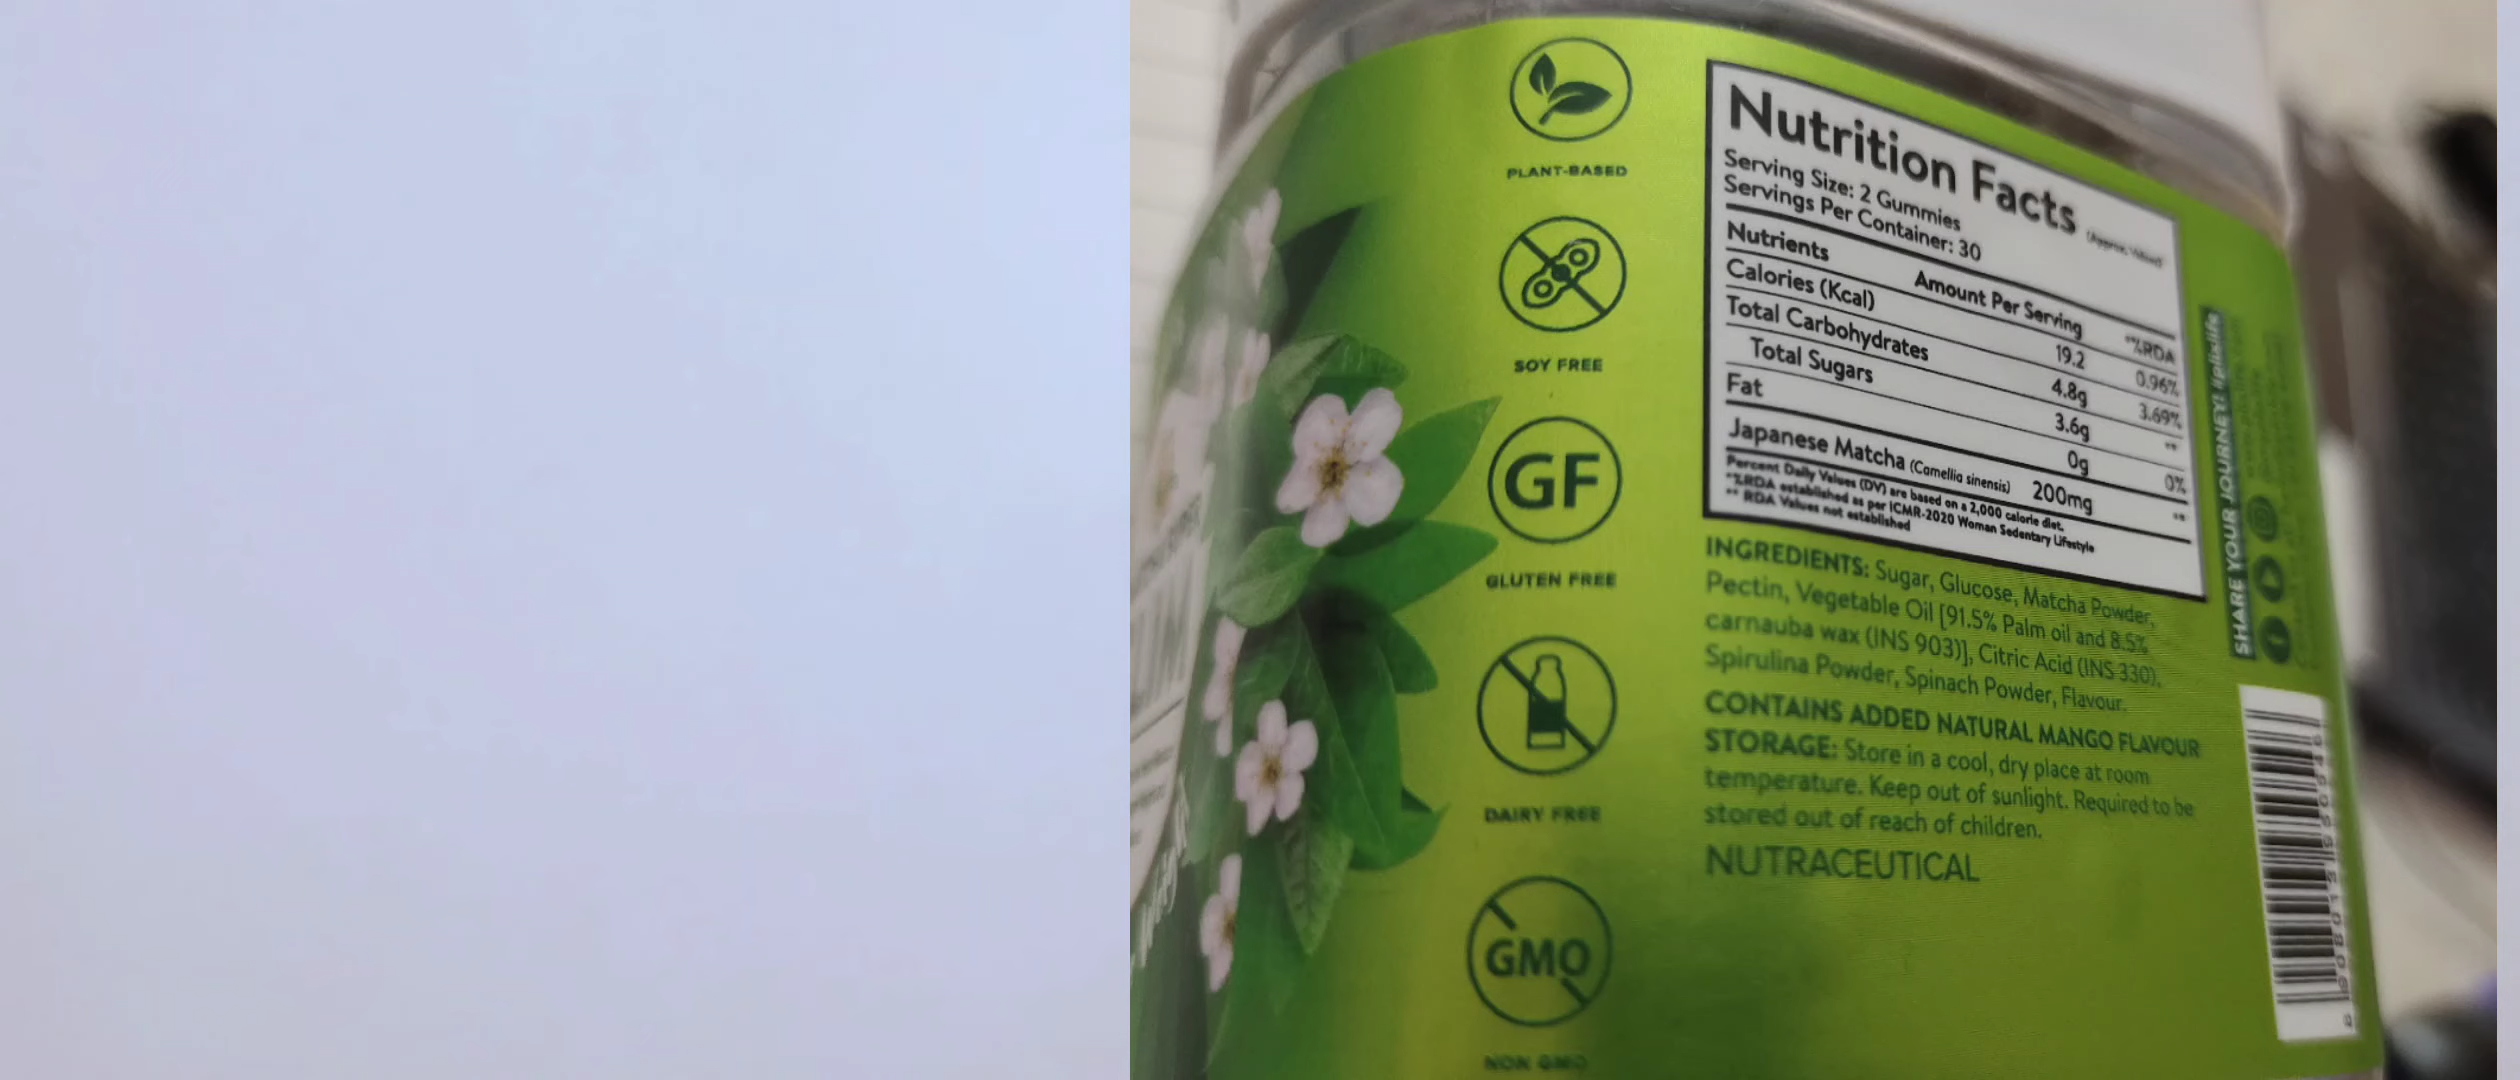 PLANT-BASED
SOY FREE
GF
GLUTEN FREE
DAIRY FREE
GMO
NON GMO
Nutrition Facts
Serving Size: 2 Gummies
Servings Per Container: 30
Nutrients Amount Per Serving *%RDA
Calories (Kcal) 19.2 0.96%
Total Carbohydrates 4.8g 3.69%
Total Sugars 3.6g **
Fat 0g 0%
Japanese Matcha (Camellia sinensis) 200mg **
Percent Daily Values (DV) are based on a 2,000 calorie diet.
*%RDA established as per ICMR-2020 Woman Sedentary Lifestyle
** RDA Values not established
INGREDIENTS: Sugar, Glucose, Matcha Powder,
Pectin, Vegetable Oil [91.5% Palm oil and 8.5%
carnauba wax (INS 903)], Citric Acid (INS 330),
Spirulina Powder, Spinach Powder, Flavour.
CONTAINS ADDED NATURAL MANGO FLAVOUR
STORAGE: Store in a cool, dry place at room
temperature. Keep out of sunlight. Required to be
stored out of reach of children.
NUTRACEUTICAL
SHARE YOUR JOURNEY! #plixlife